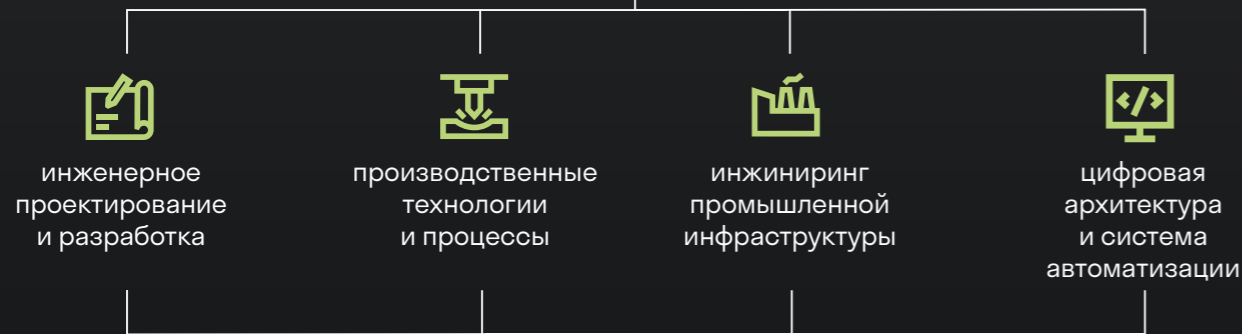 инженерное
проектирование
и разработка
производственные
технологии
и процессы
инжиниринг
промышленной
инфраструктуры
цифровая
архитектура
и система
автоматизации